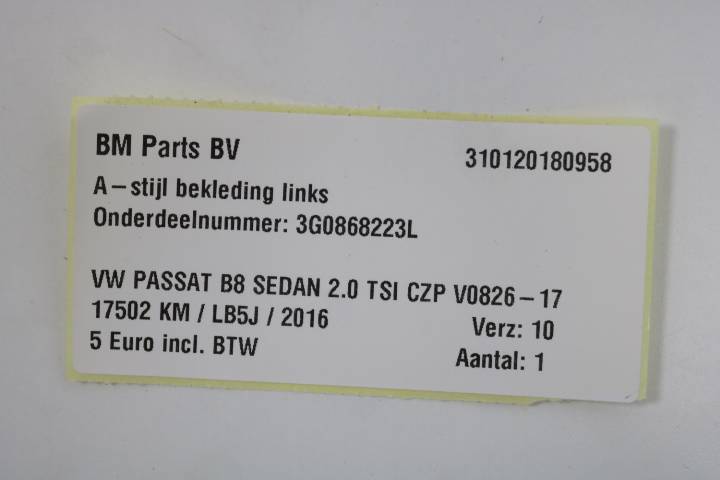 BM Parts BV 310120180958
A-stijl bekleding links
Onderdeelnummer: 3G0868223L
VW PASSAT B8 SEDAN 2.0 TSI CZP V0826-17
17502 KM / LB5J / 2016 Verz: 10
5 Euro incl. BTW Aantal: 1